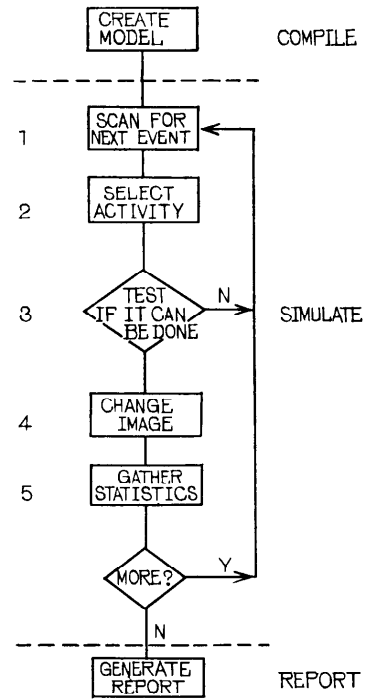 CREATE
MODEL
COMPILE
1
SCAN FOR
NEXT EVENT
2
SELECT
ACTIVITY
3
TEST
IF IT CAN
BE DONE
N
SIMULATE
4
CHANGE
IMAGE
5
GATHER
STATISTICS
MORE?
Y
N
GENERATE
REPORT
REPORT